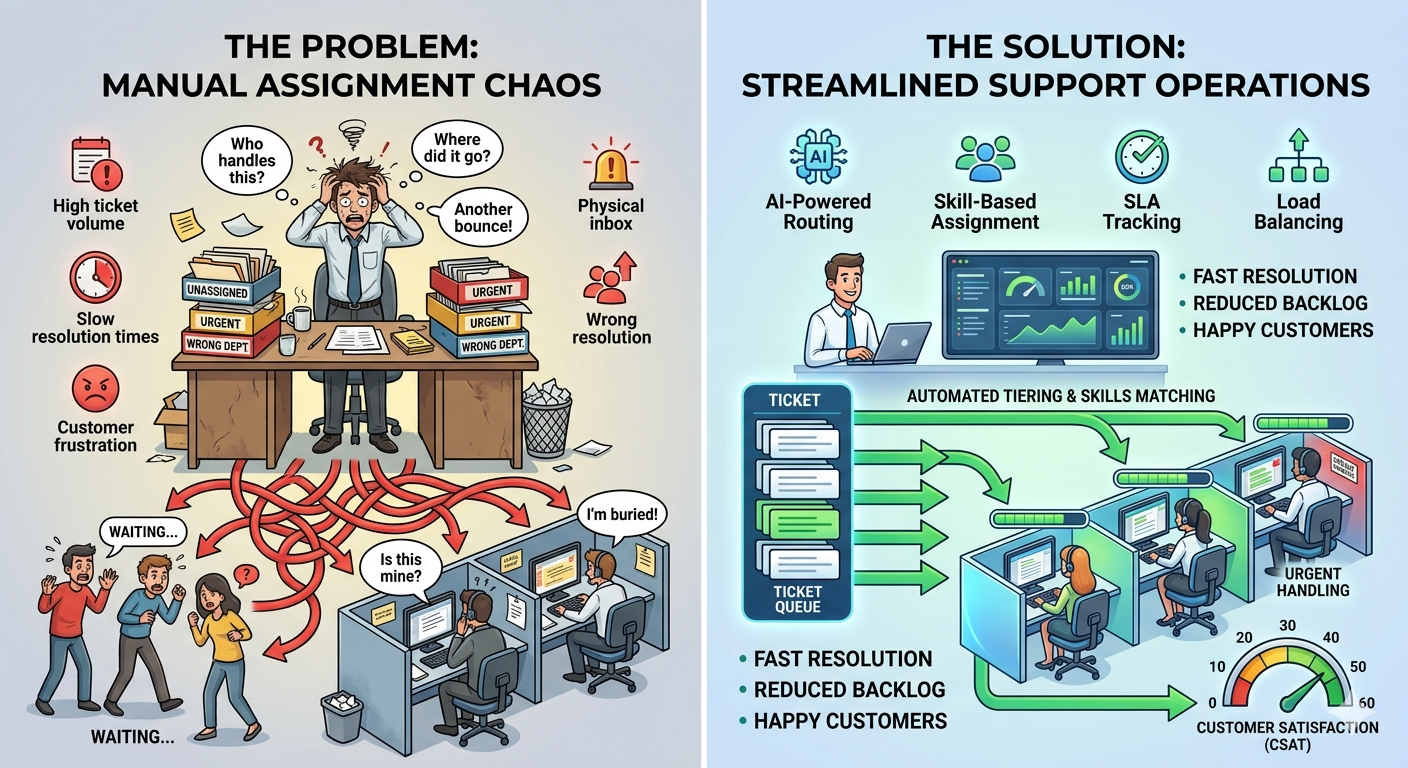 THE PROBLEM:
MANUAL ASSIGNMENT CHAOS
High ticket
volume
Slow
resolution times
Customer
frustration
Who
handles
this?
Where
did it go?
Another
bounce!
Physical
inbox
Wrong
resolution
UNASSIGNED
URGENT
WRONG DEPT.
URGENT
URGENT
WRONG DEPT.
?
!
WAITING...
?
Is this
mine?
I'm buried!
WAITING...
THE SOLUTION:
STREAMLINED SUPPORT OPERATIONS
AI
AI-Powered
Routing
Skill-Based
Assignment
SLA
Tracking
Load
Balancing
• FAST RESOLUTION
• REDUCED BACKLOG
• HAPPY CUSTOMERS
AUTOMATED TIERING & SKILLS MATCHING
TICKET
TICKET
QUEUE
URGENT
HANDLING
• FAST RESOLUTION
• REDUCED BACKLOG
• HAPPY CUSTOMERS
0
10
20
30
40
50
60
CUSTOMER SATISFACTION
(CSAT)